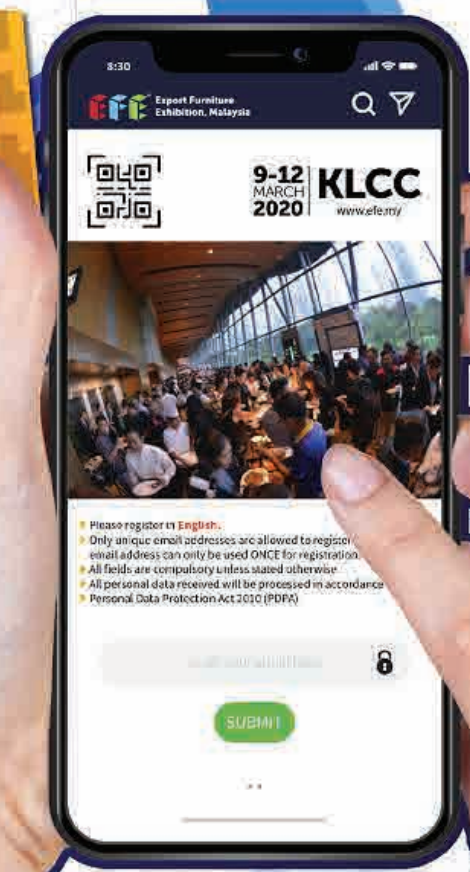 8:30
EFE Export Furniture
Exhibition, Malaysia
9-12
MARCH
2020
KLCC
www.efe.my
Please register in English.
Only unique email addresses are allowed to register
email address can only be used ONCE for registration.
All fields are compulsory unless stated otherwise
All personal data received will be processed in accordance
Personal Data Protection Act 2010 (PDPA)
SUBMIT